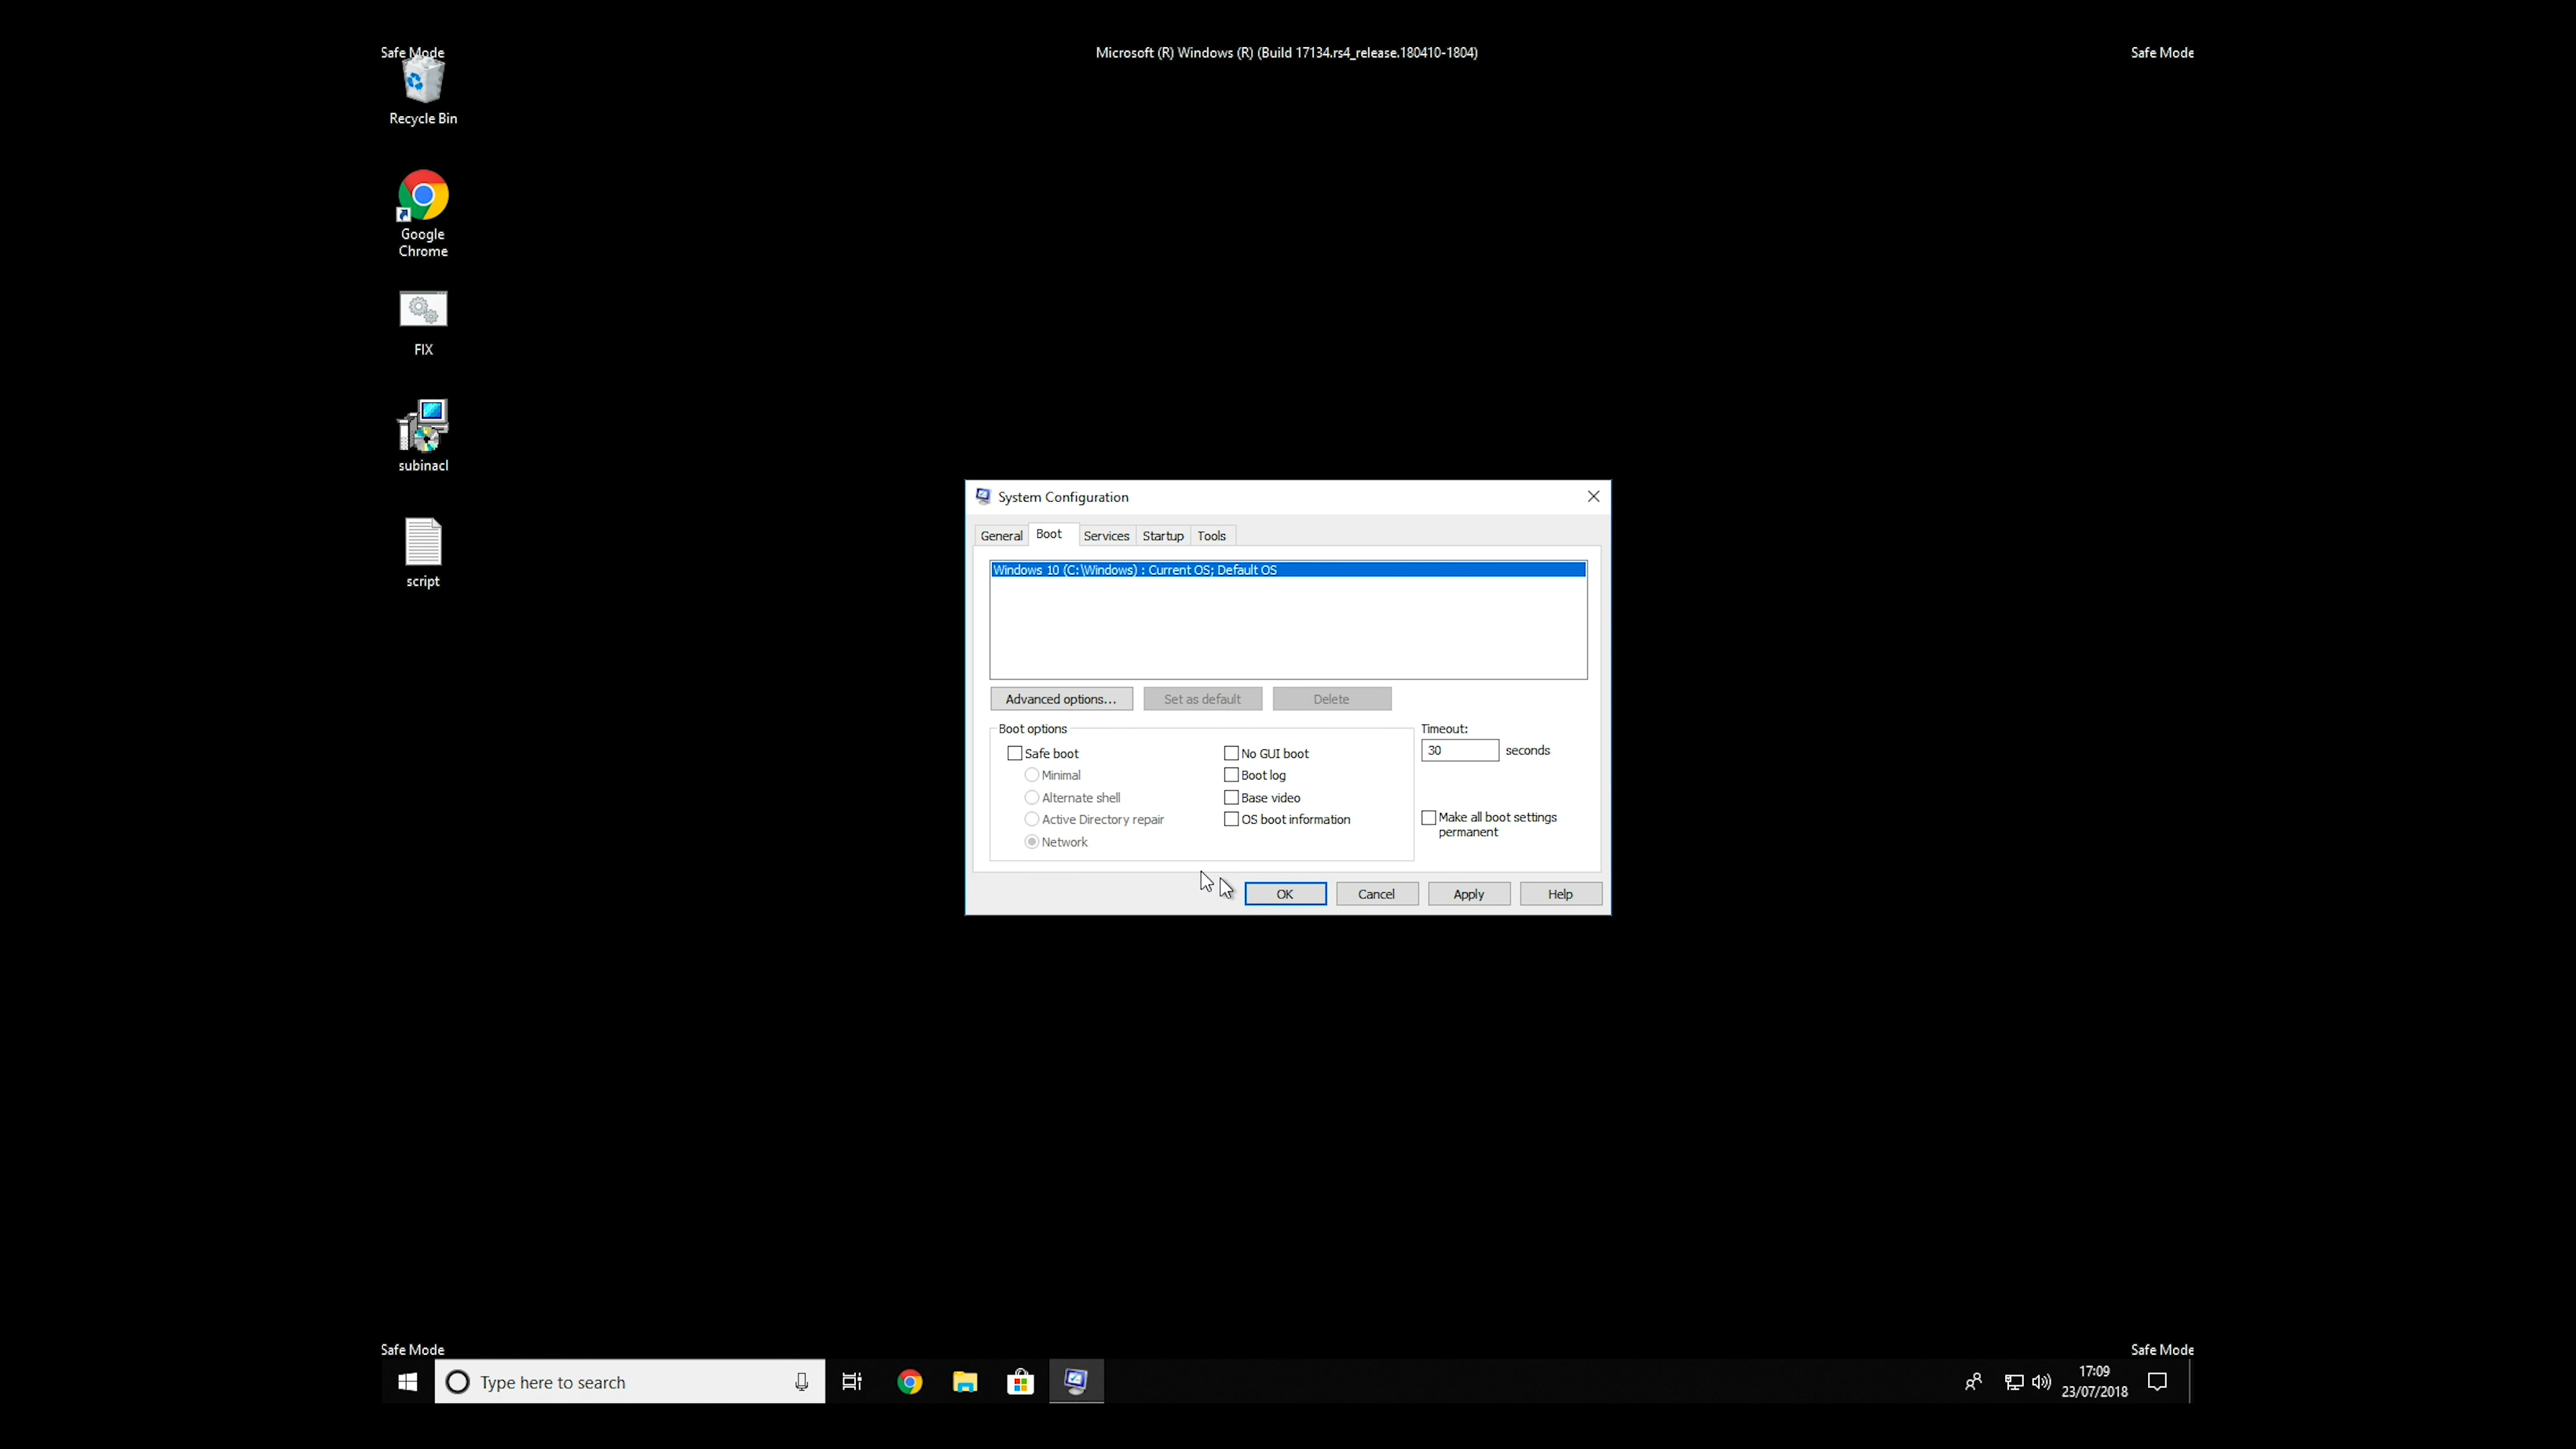 Safe Mode
Microsoft (R) Windows (R) (Build 17134.rs4_release.180410-1804)
Safe Mode
Recycle Bin
Google
Chrome
FIX
subinacl
script
System Configuration
General
Boot
Services
Startup
Tools
Windows 10 (C:\Windows) : Current OS; Default OS
Advanced options...
Set as default
Delete
Boot options
Timeout:
Safe boot
No GUI boot
30
seconds
Minimal
Boot log
Alternate shell
Base video
Active Directory repair
OS boot information
Make all boot settings
permanent
Network
OK
Cancel
Apply
Help
Safe Mode
Safe Mode
Type here to search
17:09
23/07/2018